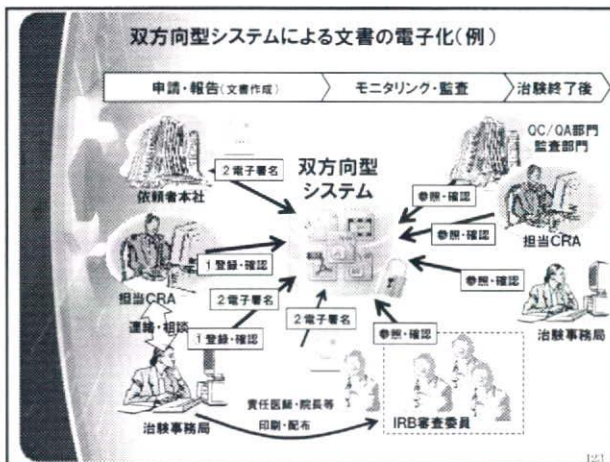 双方向型システムによる文書の電子化(例)
申請・報告(文書作成)
モニタリング・監査
治験終了後
QC/QA部門
監査部門
双方向型
システム
2電子署名
依頼者本社
参照・確認
参照・確認
担当CRA
1登録・確認
担当CRA
2電子署名
参照・確認
連絡・相談
1登録・確認
2電子署名
参照・確認
治験事務局
責任医師・院長等
治験事務局
印刷・配布
IRB審査委員
123